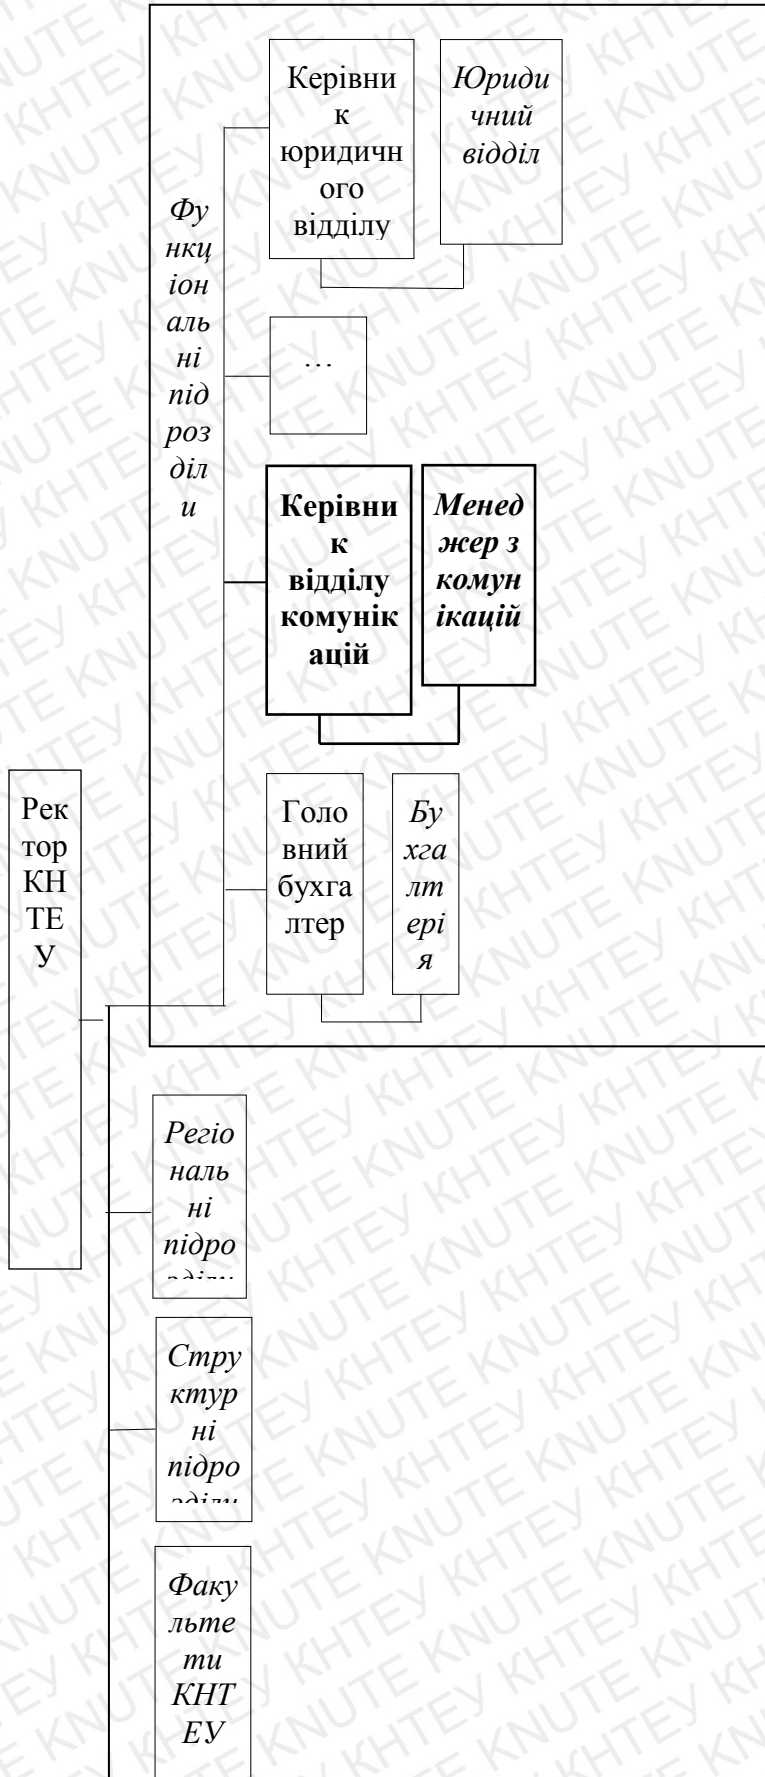 Керівни
к
юридичн
ого
відділу
Юриди
чний
відділ
Фу
нкц
іон
аль
ні
під
роз
діл
и
…
Керівни
к
відділу
комунік
ацій
Менед
жер з
комун
ікацій
Рек
тор
КН
ТЕ
У
Голо
вний
бухга
лтер
Бу
хга
лт
ері
я
Регіо
наль
ні
підро
зділи
Стру
ктур
ні
підро
зділи
Факу
льте
ти
КНТ
ЕУ